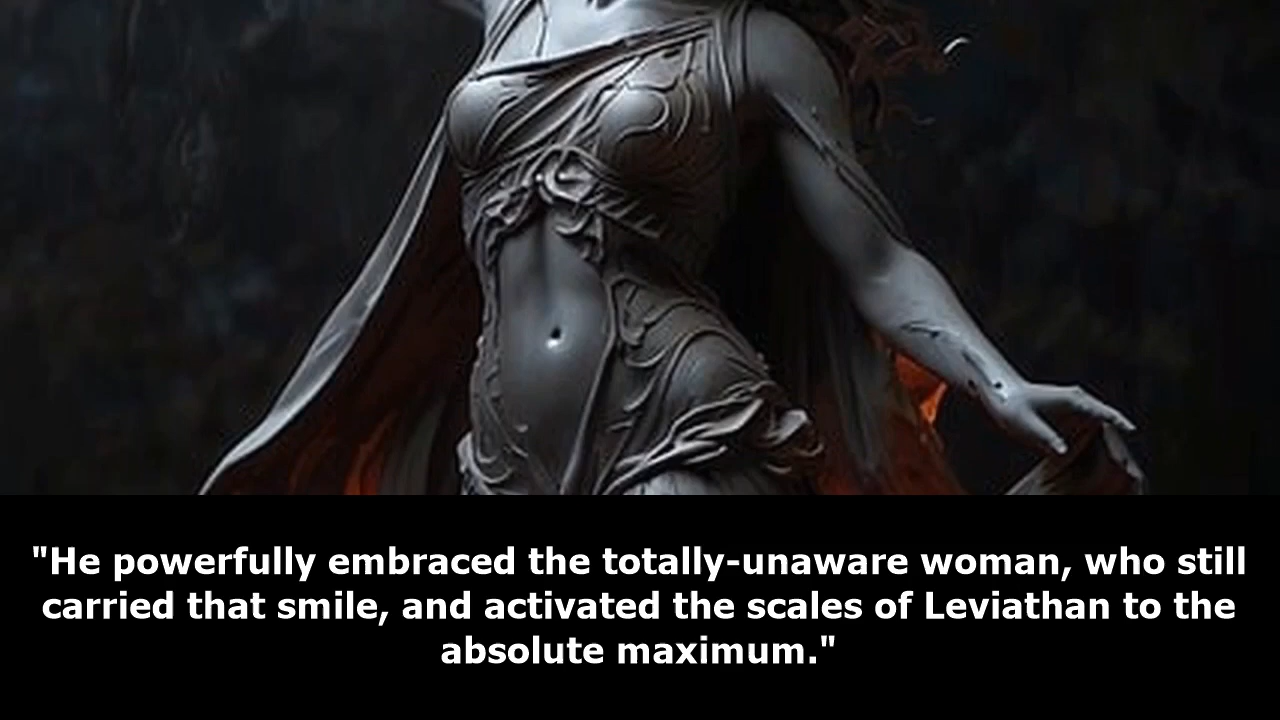 "He powerfully embraced the totally-unaware woman, who still
carried that smile, and activated the scales of Leviathan to the
absolute maximum."